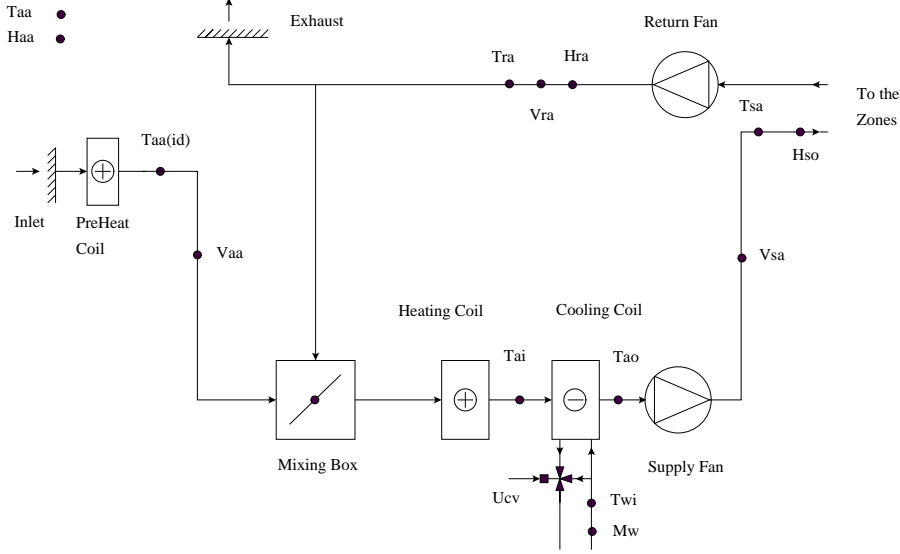 Taa
Haa
Exhaust
Return Fan
Tra
Hra
Vra
Tsa
To the
Zones
Hso
Taa(id)
Inlet
PreHeat
Coil
Vaa
Vsa
Heating Coil
Cooling Coil
Tai
Tao
Mixing Box
Supply Fan
Ucv
Twi
Mw